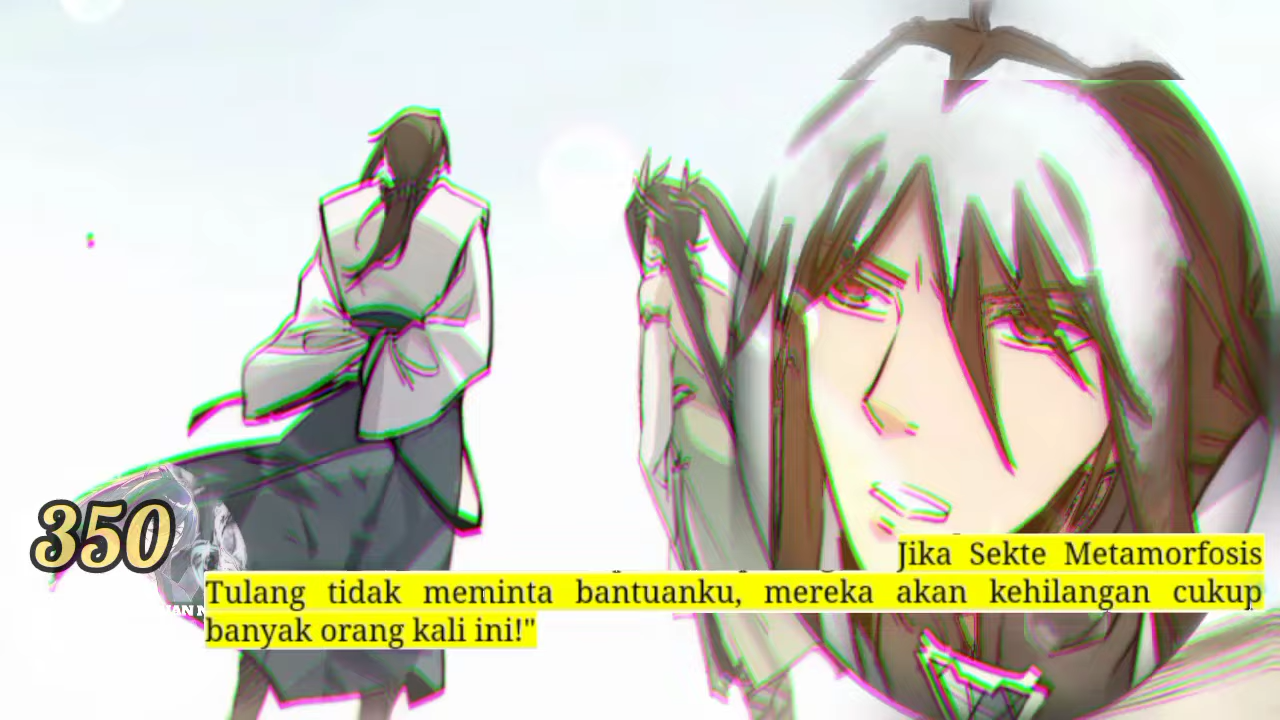 350
Jika Sekte Metamorfosis
Tulang tidak meminta bantuanku, mereka akan kehilangan cukup
banyak orang kali ini!"